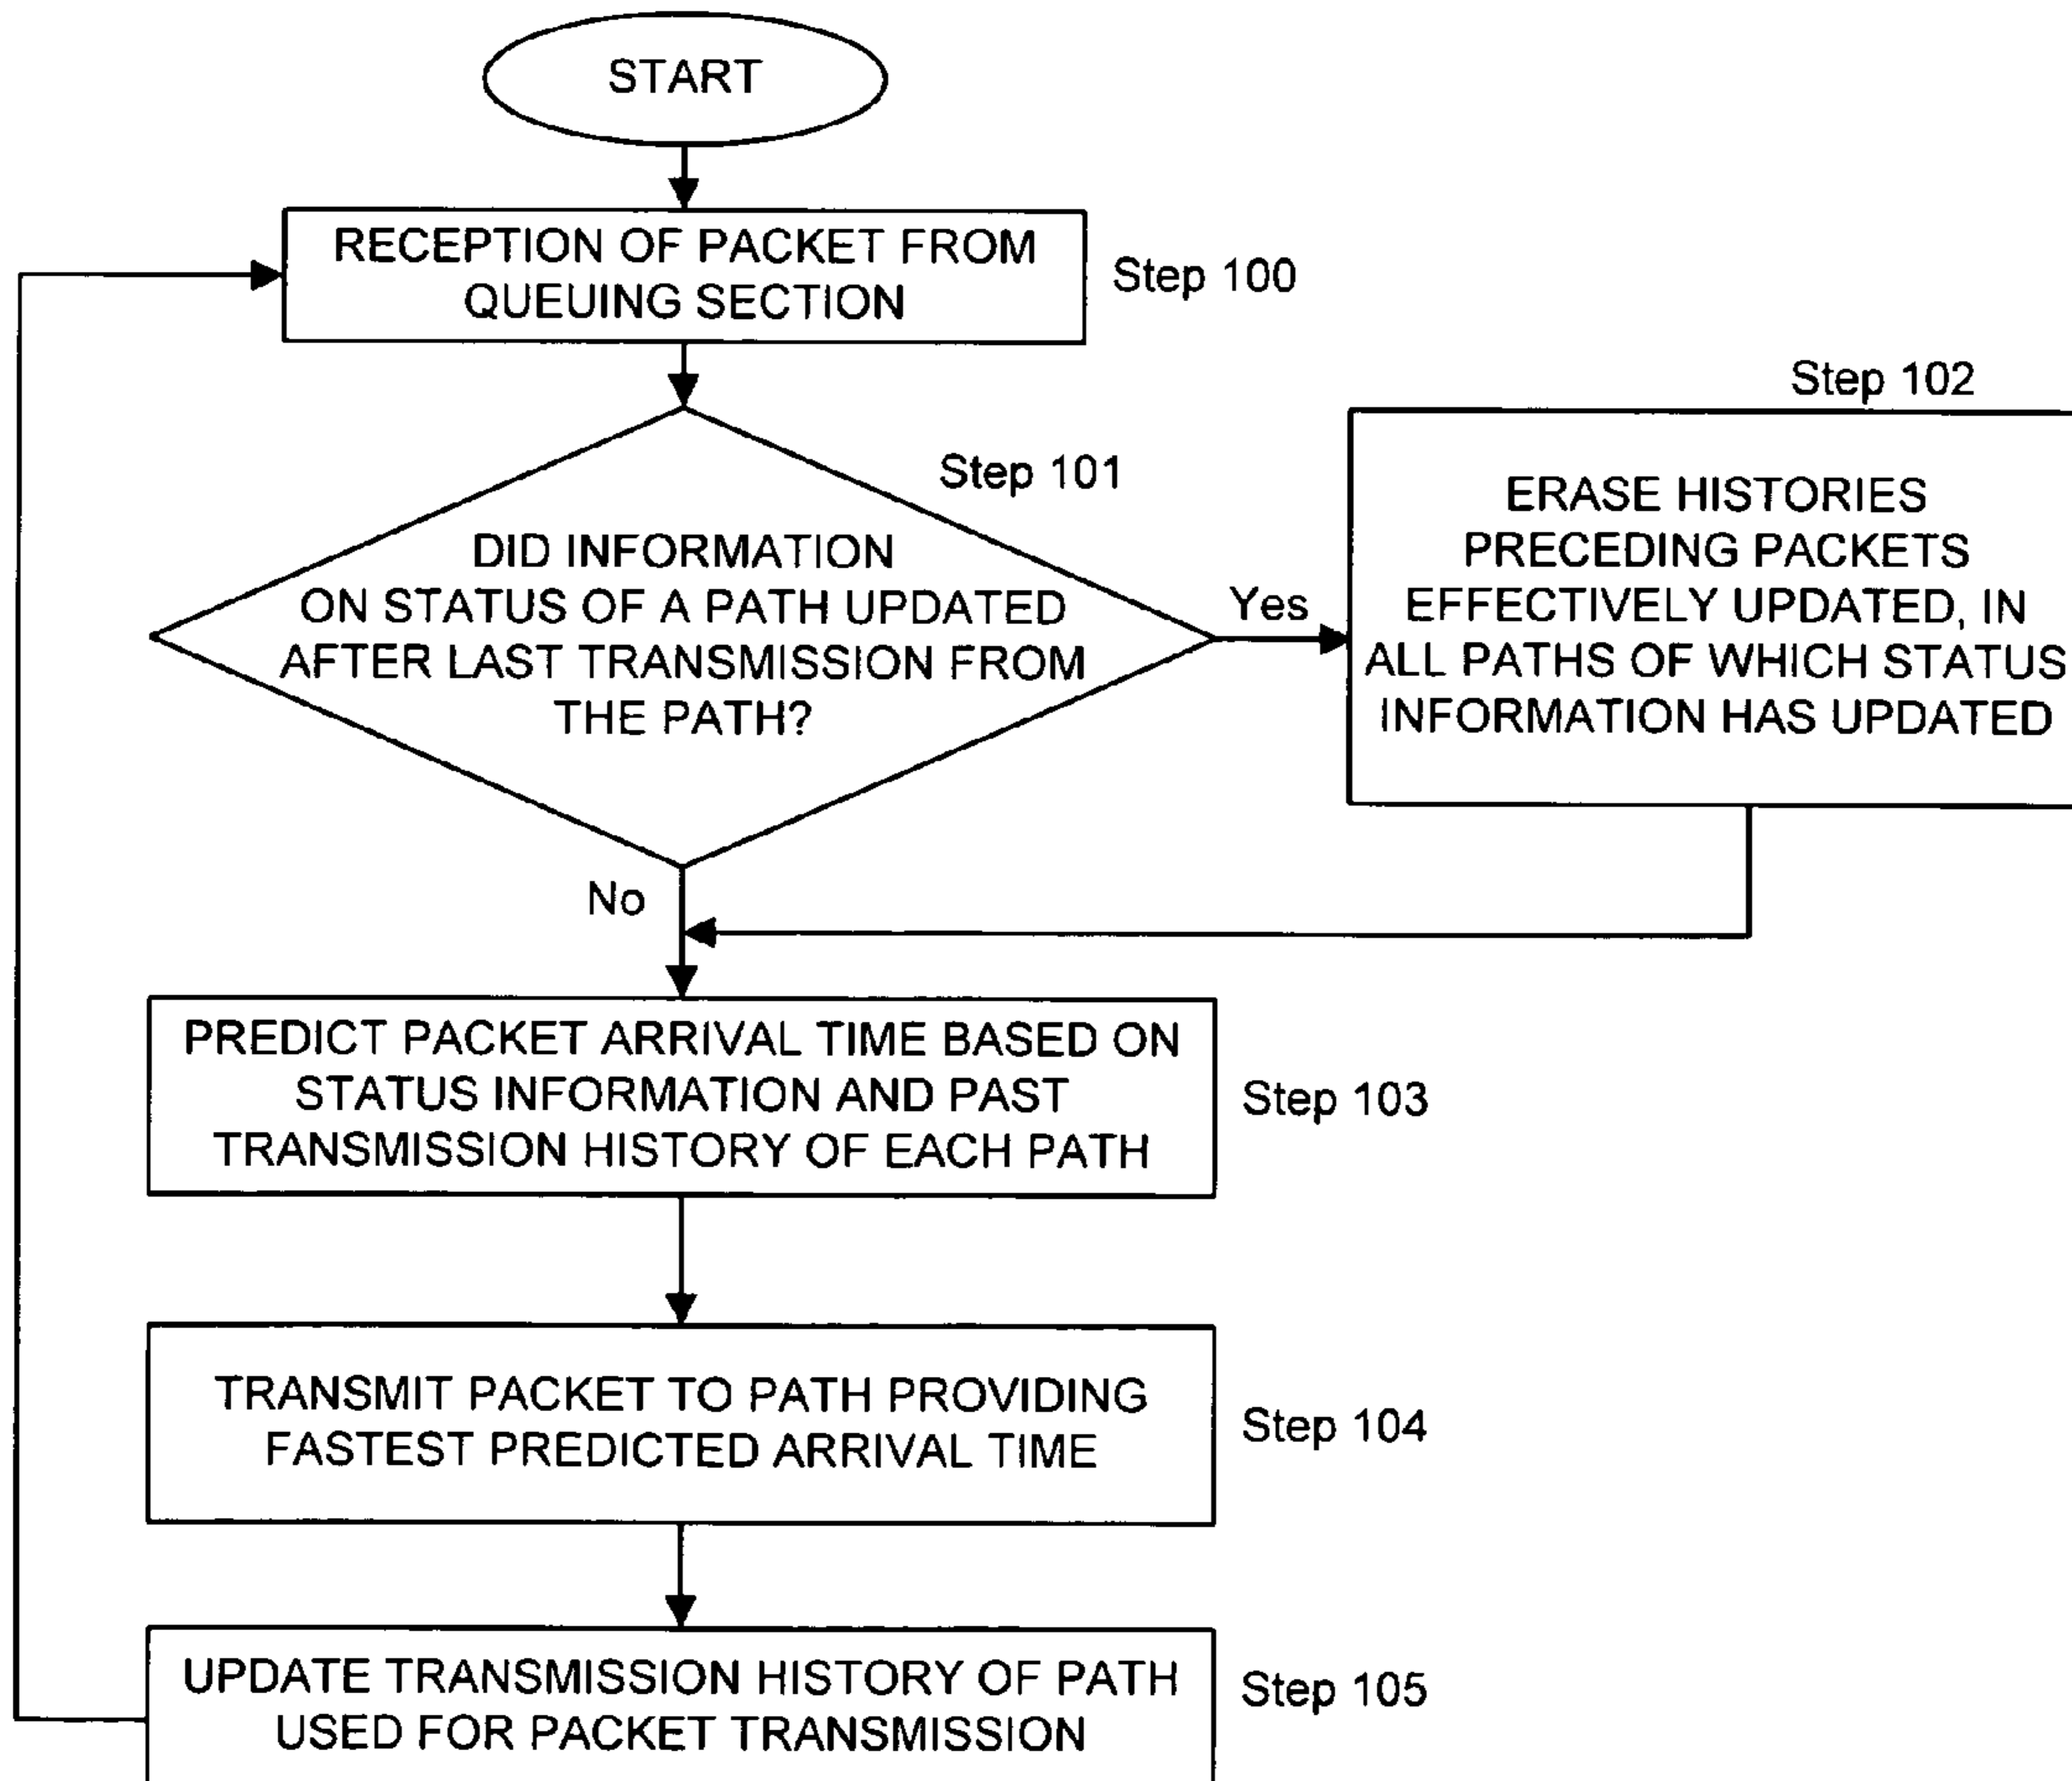 START
RECEPTION OF PACKET FROM
QUEUING SECTION
Step 100
Step 101
DID INFORMATION
ON STATUS OF A PATH UPDATED
AFTER LAST TRANSMISSION FROM
THE PATH?
Yes
Step 102
ERASE HISTORIES
PRECEDING PACKETS
EFFECTIVELY UPDATED, IN
ALL PATHS OF WHICH STATUS
INFORMATION HAS UPDATED
No
PREDICT PACKET ARRIVAL TIME BASED ON
STATUS INFORMATION AND PAST
TRANSMISSION HISTORY OF EACH PATH
Step 103
TRANSMIT PACKET TO PATH PROVIDING
FASTEST PREDICTED ARRIVAL TIME
Step 104
UPDATE TRANSMISSION HISTORY OF PATH
USED FOR PACKET TRANSMISSION
Step 105